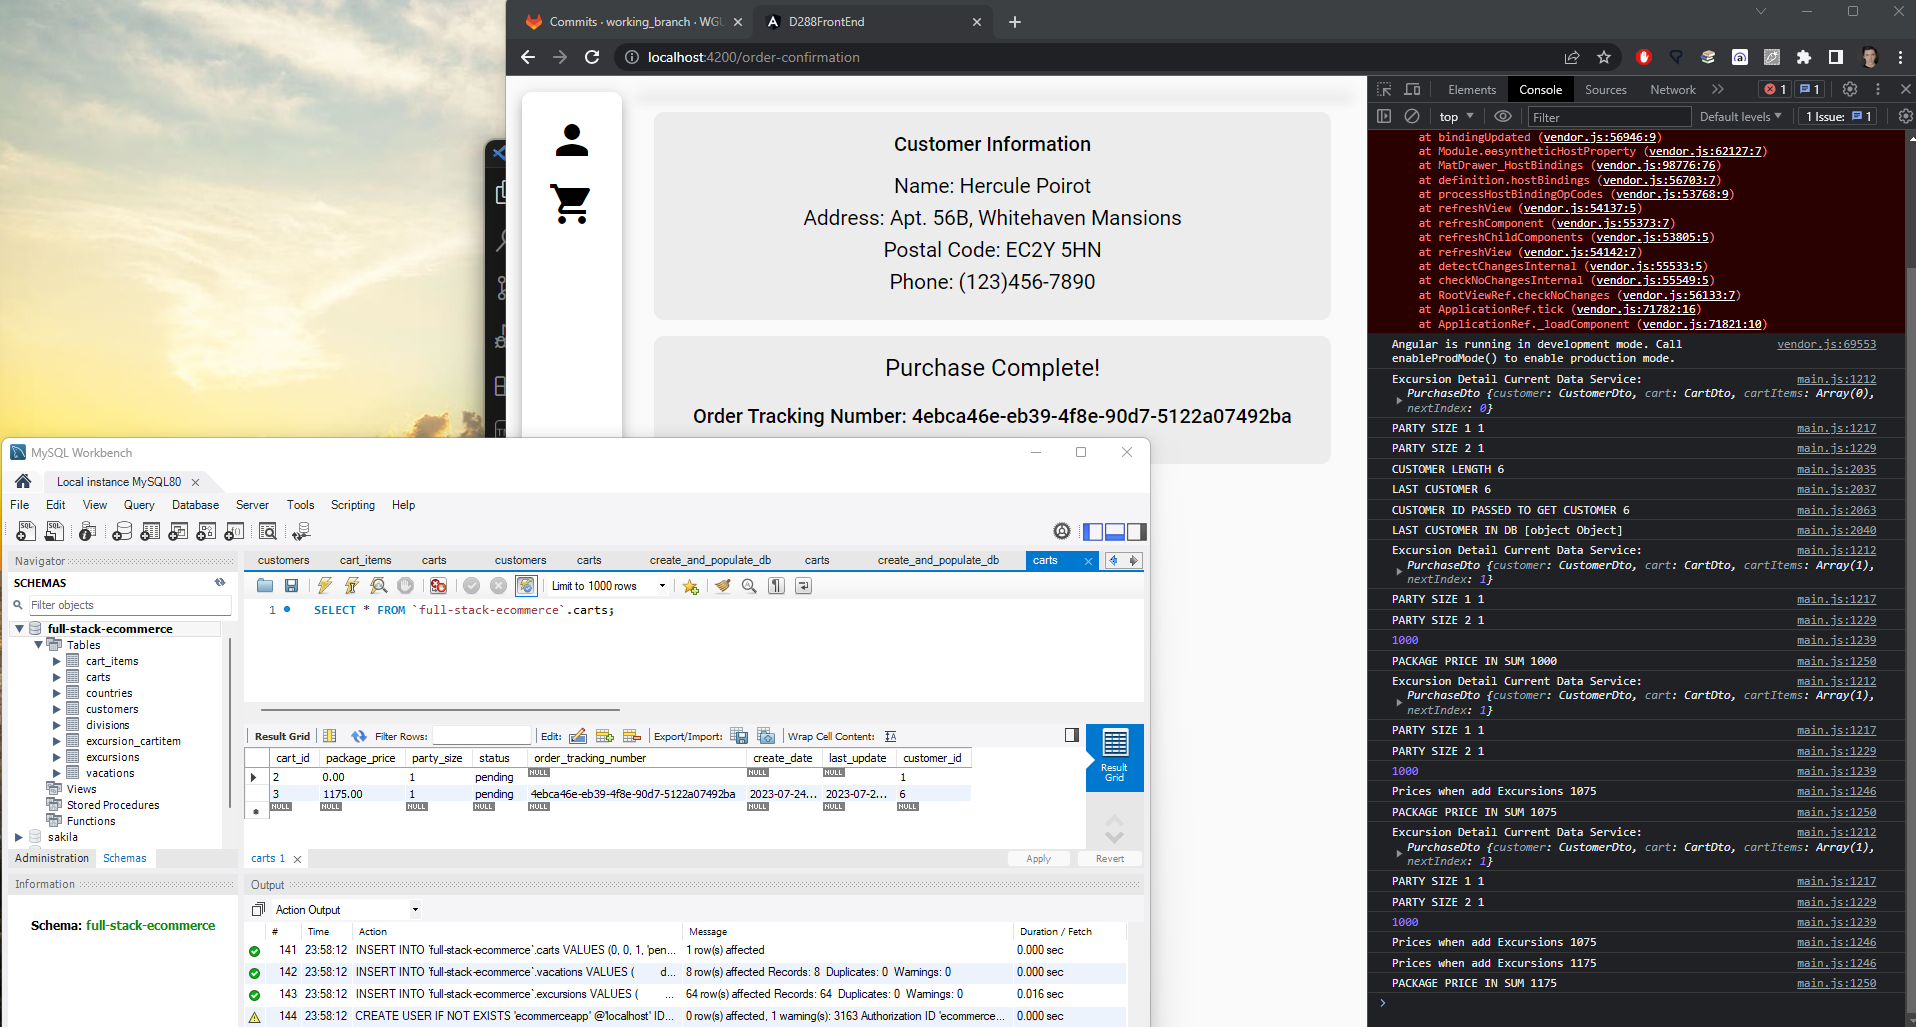 Commits · working_branch · WGU
D288FrontEnd
localhost:4200/order-confirmation
Customer Information
Name: Hercule Poirot
Address: Apt. 56B, Whitehaven Mansions
Postal Code: EC2Y 5HN
Phone: (123)456-7890
Purchase Complete!
Order Tracking Number: 4ebca46e-eb39-4f8e-90d7-5122a07492ba
Elements Console Sources Network 1 1
top Filter Default levels 1 Issue: 1
at bindingUpdated (vendor.js:56946:9)
at Module.ɵɵsyntheticHostProperty (vendor.js:62127:7)
at MatDrawer_HostBindings (vendor.js:98776:76)
at definition.hostBindings (vendor.js:56703:7)
at processHostBindingOpCodes (vendor.js:53768:9)
at refreshView (vendor.js:54137:5)
at refreshComponent (vendor.js:55373:7)
at refreshChildComponents (vendor.js:53805:5)
at refreshView (vendor.js:54142:7)
at detectChangesInternal (vendor.js:55533:5)
at checkNoChangesInternal (vendor.js:55549:5)
at RootViewRef.checkNoChanges (vendor.js:56133:7)
at ApplicationRef.tick (vendor.js:71782:16)
at ApplicationRef._loadComponent (vendor.js:71821:10)
Angular is running in development mode. Call vendor.js:69553
enableProdMode() to enable production mode.
Excursion Detail Current Data Service: main.js:1212
PurchaseDto {customer: CustomerDto, cart: CartDto, cartItems: Array(0),
nextIndex: 0}
PARTY SIZE 1 1 main.js:1217
PARTY SIZE 2 1 main.js:1229
CUSTOMER LENGTH 6 main.js:2035
LAST CUSTOMER 6 main.js:2037
CUSTOMER ID PASSED TO GET CUSTOMER 6 main.js:2063
LAST CUSTOMER IN DB [object Object] main.js:2040
Excursion Detail Current Data Service: main.js:1212
PurchaseDto {customer: CustomerDto, cart: CartDto, cartItems: Array(1),
nextIndex: 1}
PARTY SIZE 1 1 main.js:1217
PARTY SIZE 2 1 main.js:1229
1000 main.js:1239
PACKAGE PRICE IN SUM 1000 main.js:1250
Excursion Detail Current Data Service: main.js:1212
PurchaseDto {customer: CustomerDto, cart: CartDto, cartItems: Array(1),
nextIndex: 1}
PARTY SIZE 1 1 main.js:1217
PARTY SIZE 2 1 main.js:1229
1000 main.js:1239
Prices when add Excursions 1075 main.js:1246
PACKAGE PRICE IN SUM 1075 main.js:1250
Excursion Detail Current Data Service: main.js:1212
PurchaseDto {customer: CustomerDto, cart: CartDto, cartItems: Array(1),
nextIndex: 1}
PARTY SIZE 1 1 main.js:1217
PARTY SIZE 2 1 main.js:1229
1000 main.js:1239
Prices when add Excursions 1075 main.js:1246
Prices when add Excursions 1175 main.js:1246
PACKAGE PRICE IN SUM 1175 main.js:1250
MySQL Workbench
Local instance MySQL80
File Edit View Query Database Server Tools Scripting Help
Navigator
SCHEMAS
Filter objects
full-stack-ecommerce
Tables
cart_items
carts
countries
customers
divisions
excursion_cartitem
excursions
vacations
Views
Stored Procedures
Functions
sakila
Administration Schemas
Information
Schema: full-stack-ecommerce
customers cart_items carts customers carts create_and_populate_db carts create_and_populate_db carts
Limit to 1000 rows
1 SELECT * FROM `full-stack-ecommerce`.carts;
Result Grid Filter Rows: Edit: Export/Import: Wrap Cell Content:
cart_id package_price party_size status order_tracking_number create_date last_update customer_id
2 0.00 1 pending NULL NULL NULL 1
3 1175.00 1 pending 4ebca46e-eb39-4f8e-90d7-5122a07492ba 2023-07-24... 2023-07-2... 6
NULL NULL NULL NULL NULL NULL NULL NULL
Result Grid
carts 1 Apply Revert
Output
Action Output
# Time Action Message Duration / Fetch
141 23:58:12 INSERT INTO `full-stack-ecommerce`.carts VALUES (0, 0, 1, 'pen... 1 row(s) affected 0.000 sec
142 23:58:12 INSERT INTO `full-stack-ecommerce`.vacations VALUES ( d... 8 row(s) affected Records: 8 Duplicates: 0 Warnings: 0 0.000 sec
143 23:58:12 INSERT INTO `full-stack-ecommerce`.excursions VALUES ( ... 64 row(s) affected Records: 64 Duplicates: 0 Warnings: 0 0.016 sec
144 23:58:12 CREATE USER IF NOT EXISTS 'ecommerceapp'@'localhost' ID... 0 row(s) affected, 1 warning(s): 3163 Authorization ID 'ecommerce... 0.000 sec